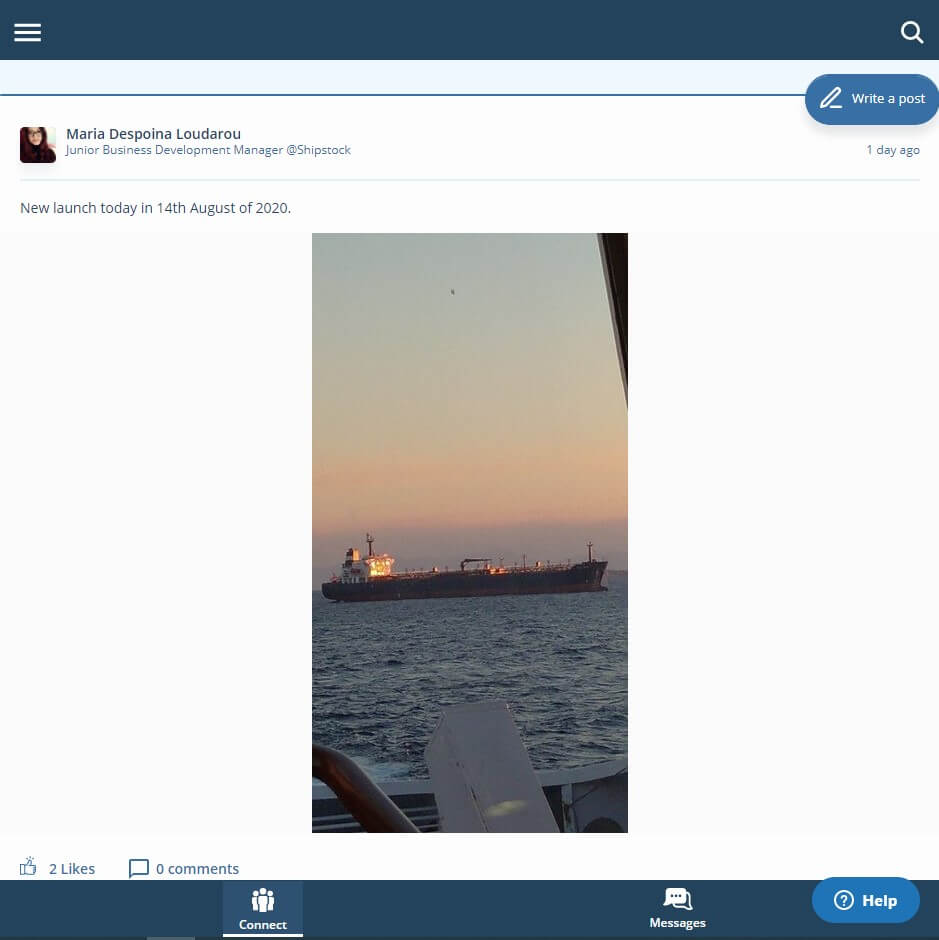 Write a post
Maria Despoina Loudarou
Junior Business Development Manager @Shipstock
1 day ago
New launch today in 14th August of 2020.
2 Likes
0 comments
Connect
Messages
Help